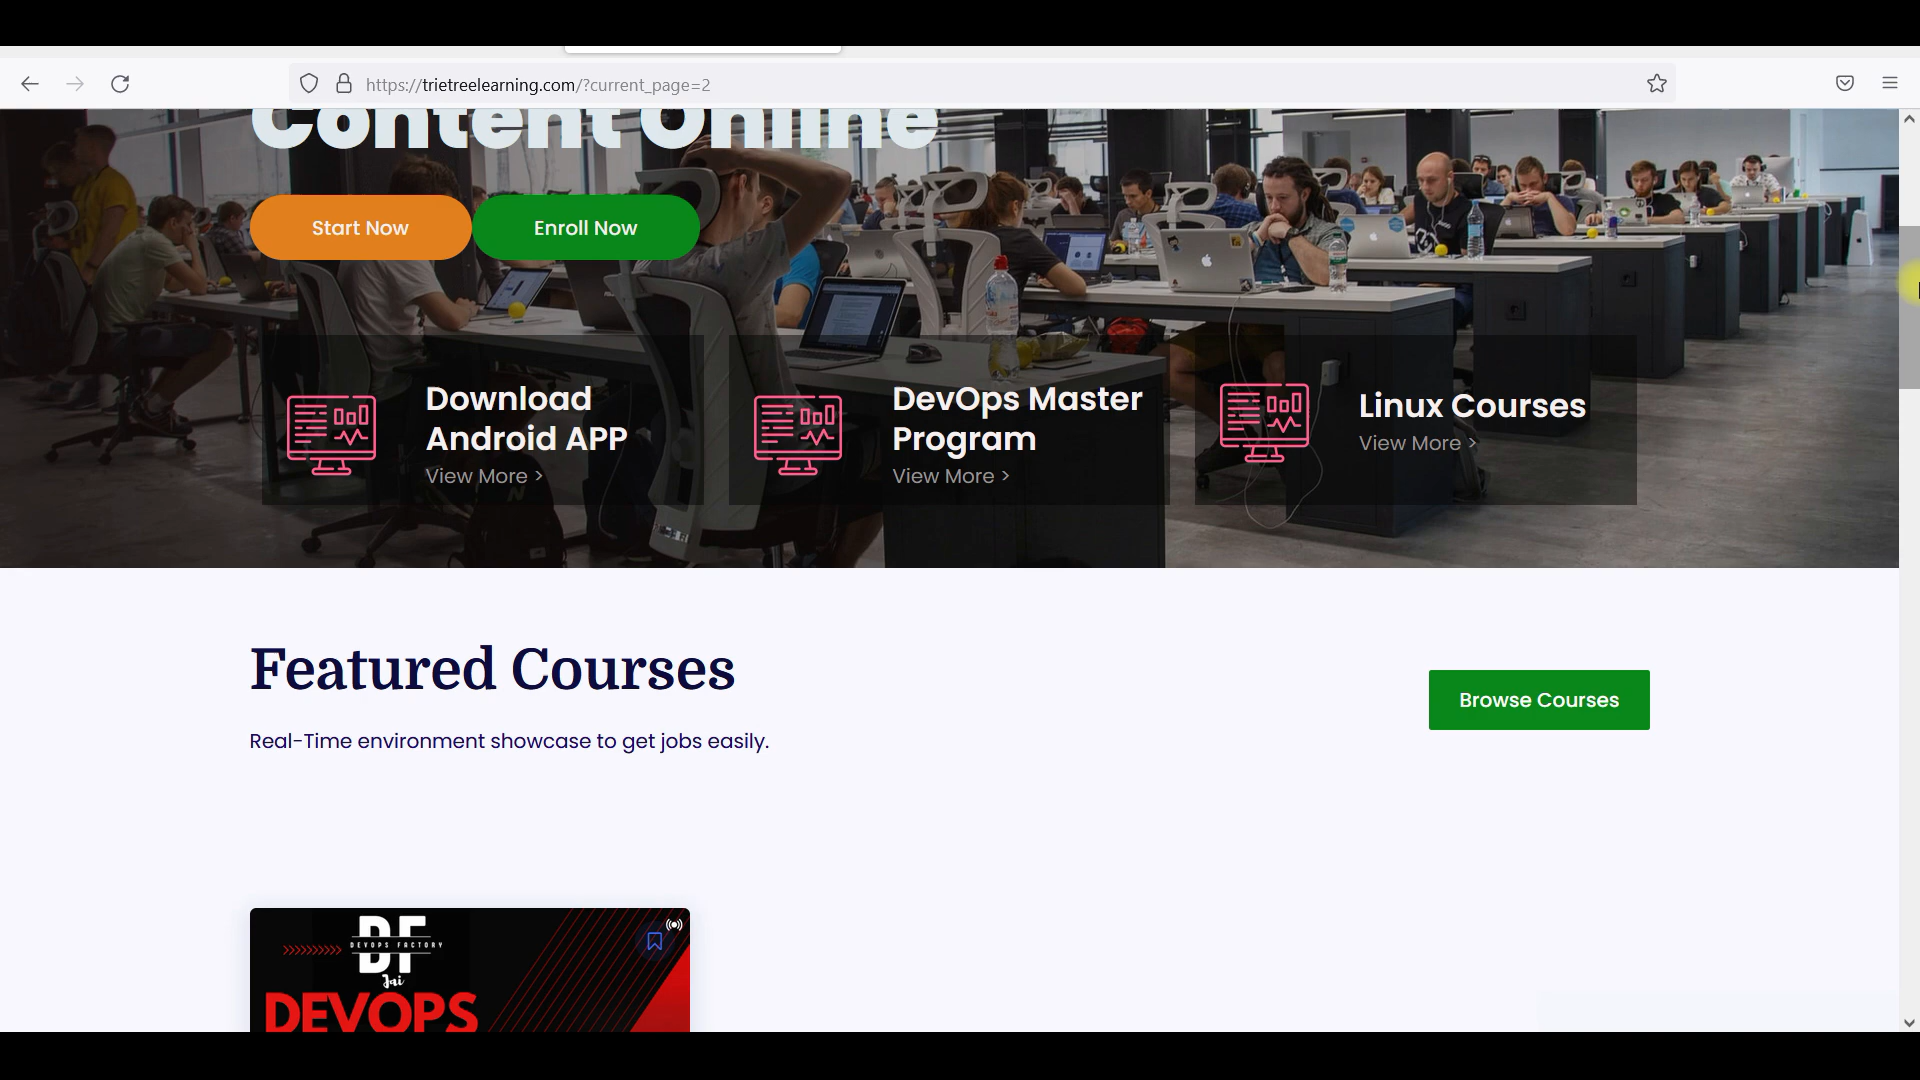 https://trietreelearning.com/?current_page=2
Content Online
Start Now
Enroll Now
Download
Android APP
View More >
DevOps Master
Program
View More >
Linux Courses
View More >
Featured Courses
Real-Time environment showcase to get jobs easily.
Browse Courses
DF
DEVOPS FACTORY
Jai
DEVOPS